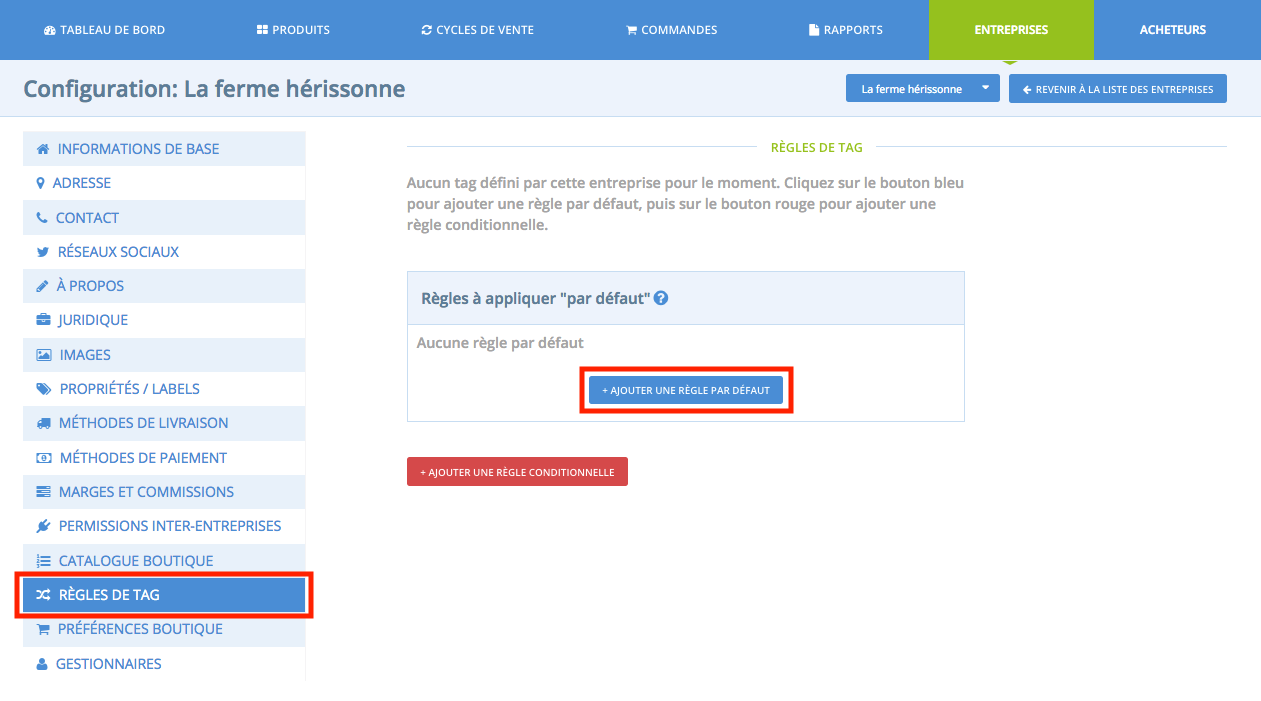 TABLEAU DE BORD
PRODUITS
CYCLES DE VENTE
COMMANDES
RAPPORTS
ENTREPRISES
ACHETEURS
Configuration: La ferme hérissonne
La ferme hérissonne
REVENIR À LA LISTE DES ENTREPRISES
INFORMATIONS DE BASE
ADRESSE
CONTACT
RÉSEAUX SOCIAUX
À PROPOS
JURIDIQUE
IMAGES
PROPRIÉTÉS / LABELS
MÉTHODES DE LIVRAISON
MÉTHODES DE PAIEMENT
MARGES ET COMMISSIONS
PERMISSIONS INTER-ENTREPRISES
CATALOGUE BOUTIQUE
RÈGLES DE TAG
PRÉFÉRENCES BOUTIQUE
GESTIONNAIRES
RÈGLES DE TAG
Aucun tag défini par cette entreprise pour le moment. Cliquez sur le bouton bleu
pour ajouter une règle par défaut, puis sur le bouton rouge pour ajouter une
règle conditionnelle.
Règles à appliquer "par défaut"
Aucune règle par défaut
+ AJOUTER UNE RÈGLE PAR DÉFAUT
+ AJOUTER UNE RÈGLE CONDITIONNELLE